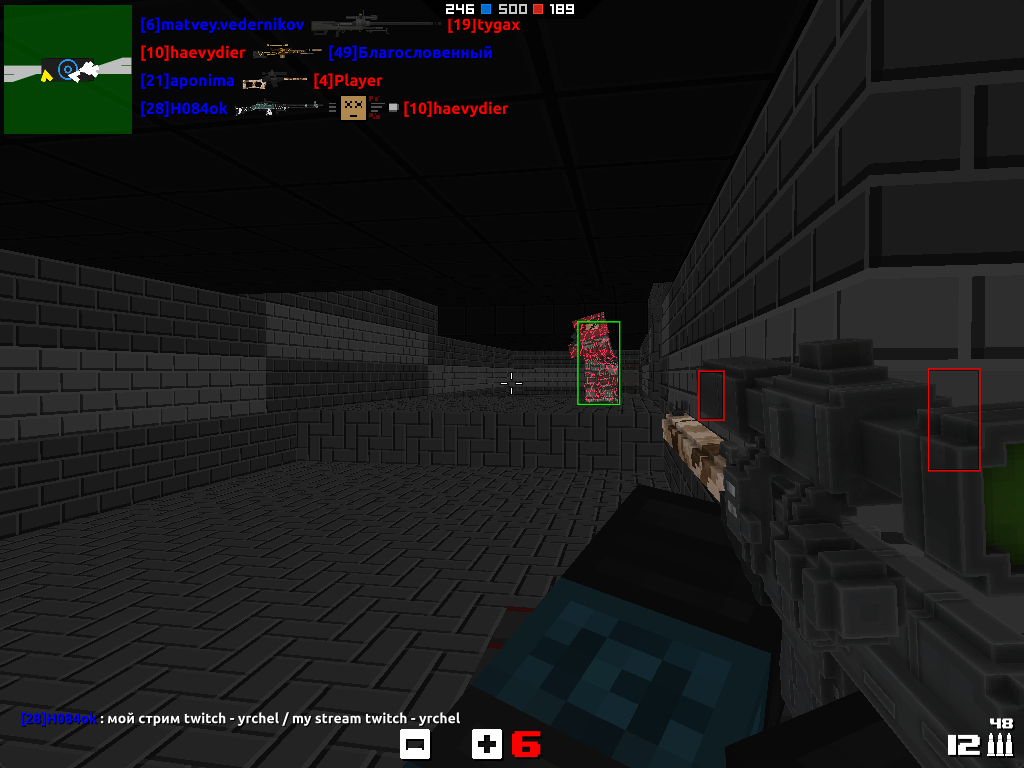 246 500 189
[6]matvey.vedernikov [19]tygax
[10]haevydier [49]Благословенный
[21]aponima [4]Player
[28]H084ok [10]haevydier
[28]H084ok : мой стрим twitch - yrchel / my stream twitch - yrchel
6
48
12